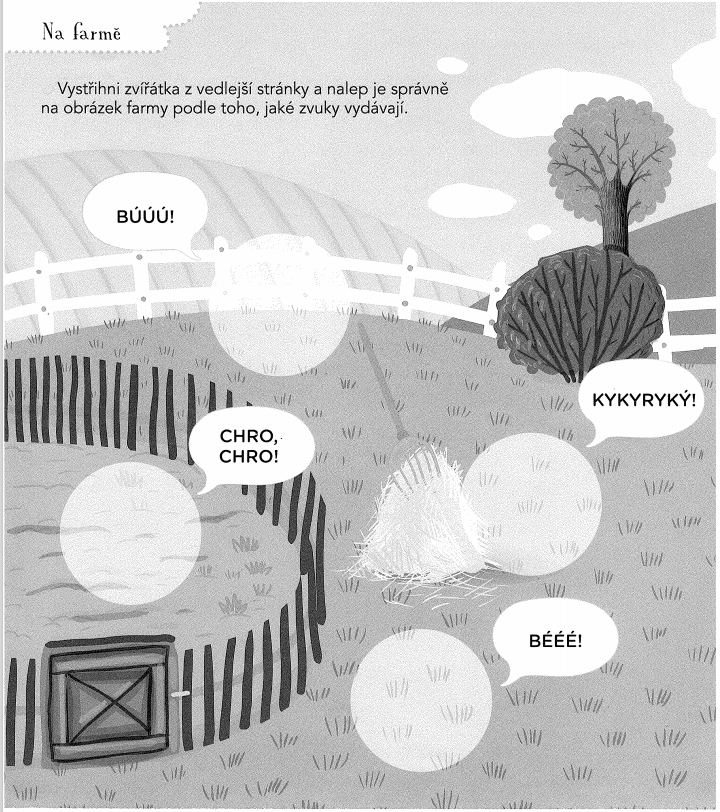 Na farmě
Vystřihni zvířátka z vedlejší stránky a nalep je správně
na obrázek farmy podle toho, jaké zvuky vydávají.
BÚÚÚ!
KYKYRYKÝ!
CHRO,
CHRO!
BÉÉÉ!